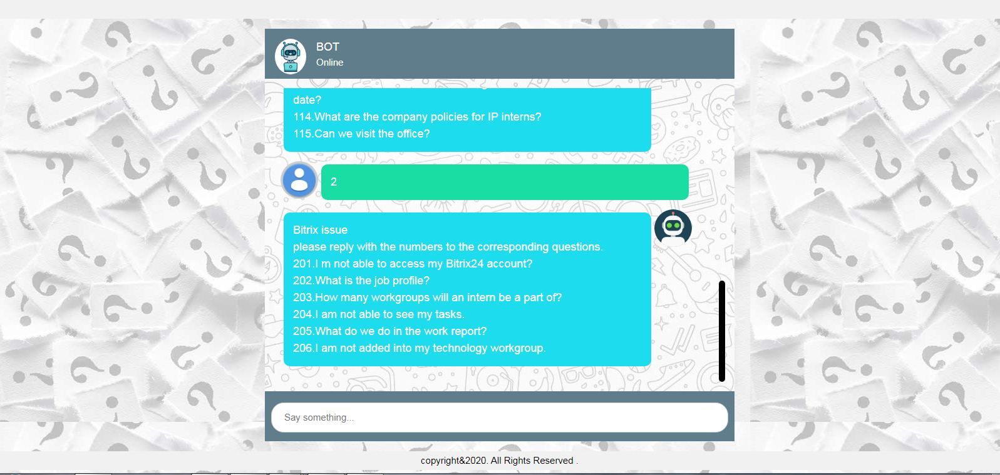 BOT
Online
date?
114.What are the company policies for IP interns?
115.Can we visit the office?
2
Bitrix issue
please reply with the numbers to the corresponding questions.
201.I m not able to access my Bitrix24 account?
202.What is the job profile?
203.How many workgroups will an intern be a part of?
204.I am not able to see my tasks.
205.What do we do in the work report?
206.I am not added into my technology workgroup.
Say something...
copyright&2020. All Rights Reserved .